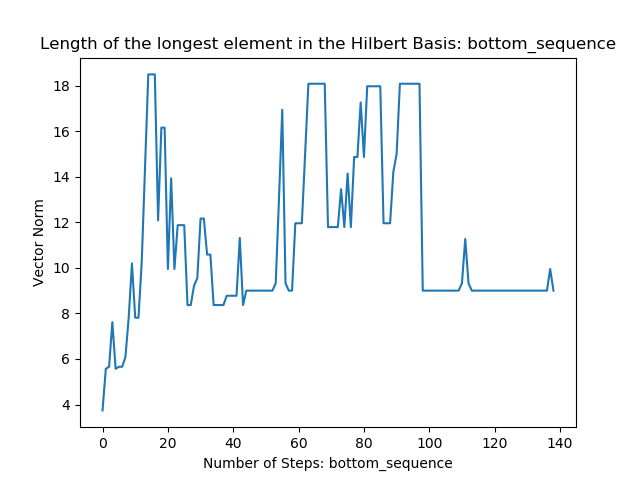 Length of the longest element in the Hilbert Basis: bottom_sequence
18
16
14
12
10
8
6
4
Vector Norm
0 20 40 60 80 100 120 140
Number of Steps: bottom_sequence